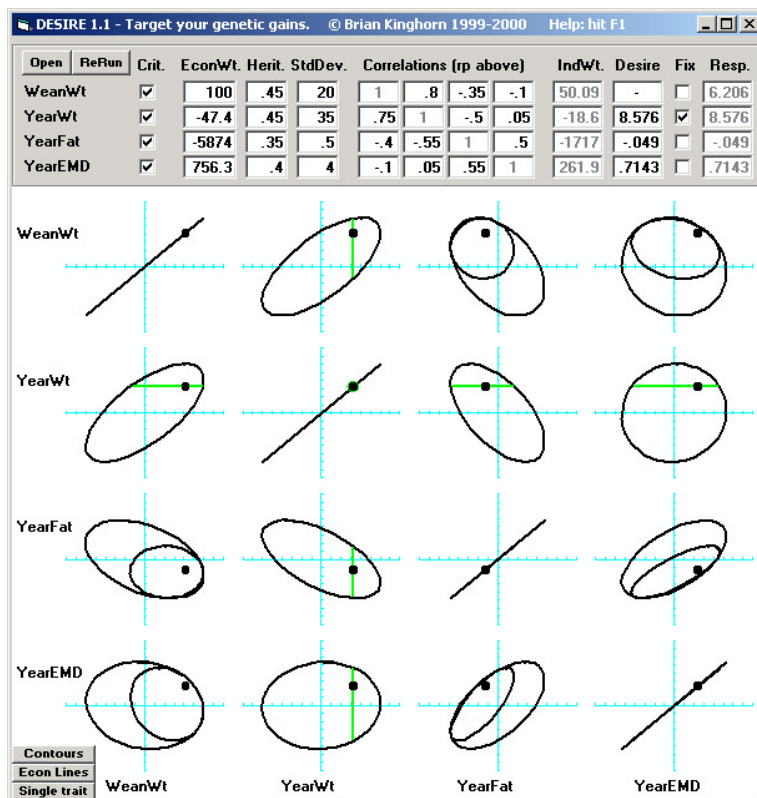 DESIRE 1.1 - Target your genetic gains. © Brian Kinghorn 1999-2000 Help: hit F1
Open ReRun Crit. EconWt. Herit. StdDev. Correlations (rp above) IndWt. Desire Fix Resp.
WeanWt 100 .45 20 1 .8 -.35 -.1 50.09 - 6.206
YearWt -47.4 .45 35 .75 1 -.5 .05 -18.6 8.576 8.576
YearFat -5874 .35 .5 -.4 -.55 1 .5 -1717 -.049 -.049
YearEMD 756.3 .4 4 -.1 .05 .55 1 261.9 .7143 .7143
WeanWt
YearWt
YearFat
YearEMD
Contours
Econ Lines
Single trait
WeanWt YearWt YearFat YearEMD